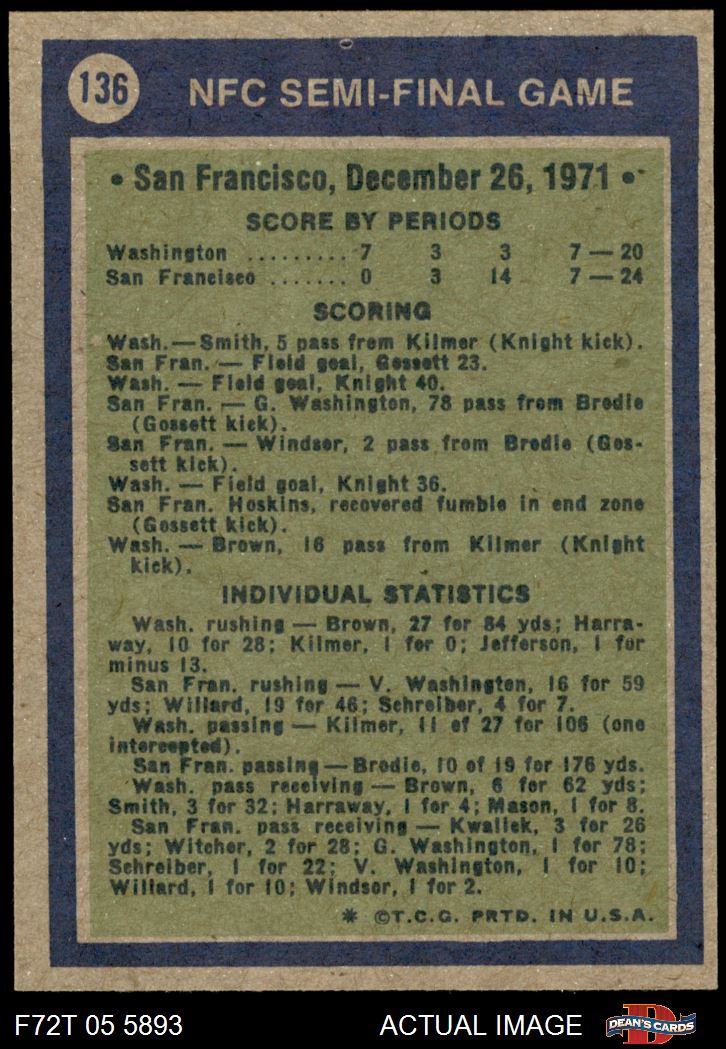 136
NFC SEMI-FINAL GAME
• San Francisco, December 26, 1971 •
SCORE BY PERIODS
Washington ......... 7 3 3 7 — 20
San Francisco ....... 0 3 14 7 — 24
SCORING
Wash.—Smith, 5 pass from Kilmer (Knight kick).
San Fran. — Field goal, Gossett 23.
Wash. — Field goal, Knight 40.
San Fran. — G. Washington, 78 pass from Brodie
(Gossett kick).
San Fran. — Windsor, 2 pass from Brodie (Gos-
sett kick).
Wash. — Field goal, Knight 36.
San Fran. Hoskins, recovered fumble in end zone
(Gossett kick).
Wash. — Brown, 16 pass from Kilmer (Knight
kick).
INDIVIDUAL STATISTICS
Wash. rushing — Brown, 27 for 84 yds; Harra-
way, 10 for 28; Kilmer, 1 for 0; Jefferson, 1 for
minus 13.
San Fran. rushing — V. Washington, 16 for 59
yds; Willard, 19 for 46; Schreiber, 4 for 7.
Wash. passing — Kilmer, 11 of 27 for 106 (one
intercepted).
San Fran. passing — Brodie, 10 of 19 for 176 yds.
Wash. pass receiving — Brown, 6 for 62 yds;
Smith, 3 for 32; Harraway, 1 for 4; Mason, 1 for 8.
San Fran. pass receiving — Kwalick, 3 for 26
yds; Witcher, 2 for 28; G. Washington, 1 for 78;
Schreiber, 1 for 22; V. Washington, 1 for 10;
Willard, 1 for 10; Windsor, 1 for 2.
* ©T.C.G. PRTD. IN U.S.A.
F72T 05 5893 ACTUAL IMAGE D DEAN'S CARDS